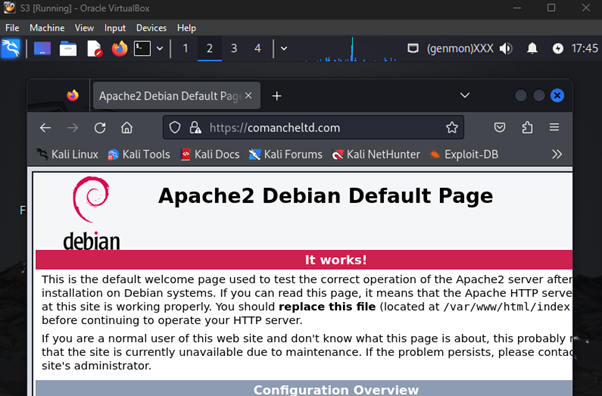 S3 [Running] - Oracle VirtualBox
File Machine View Input Devices Help
1 2 3 4 (genmon)XXX 17:45
Apache2 Debian Default Page
https://comancheltd.com
Kali Linux Kali Tools Kali Docs Kali Forums Kali NetHunter Exploit-DB
F
Apache2 Debian Default Page
debian
It works!
This is the default welcome page used to test the correct operation of the Apache2 server after
installation on Debian systems. If you can read this page, it means that the Apache HTTP serve
at this site is working properly. You should replace this file (located at /var/www/html/index
before continuing to operate your HTTP server.
If you are a normal user of this web site and don't know what this page is about, this probably
that the site is currently unavailable due to maintenance. If the problem persists, please contac
site's administrator.
Configuration Overview